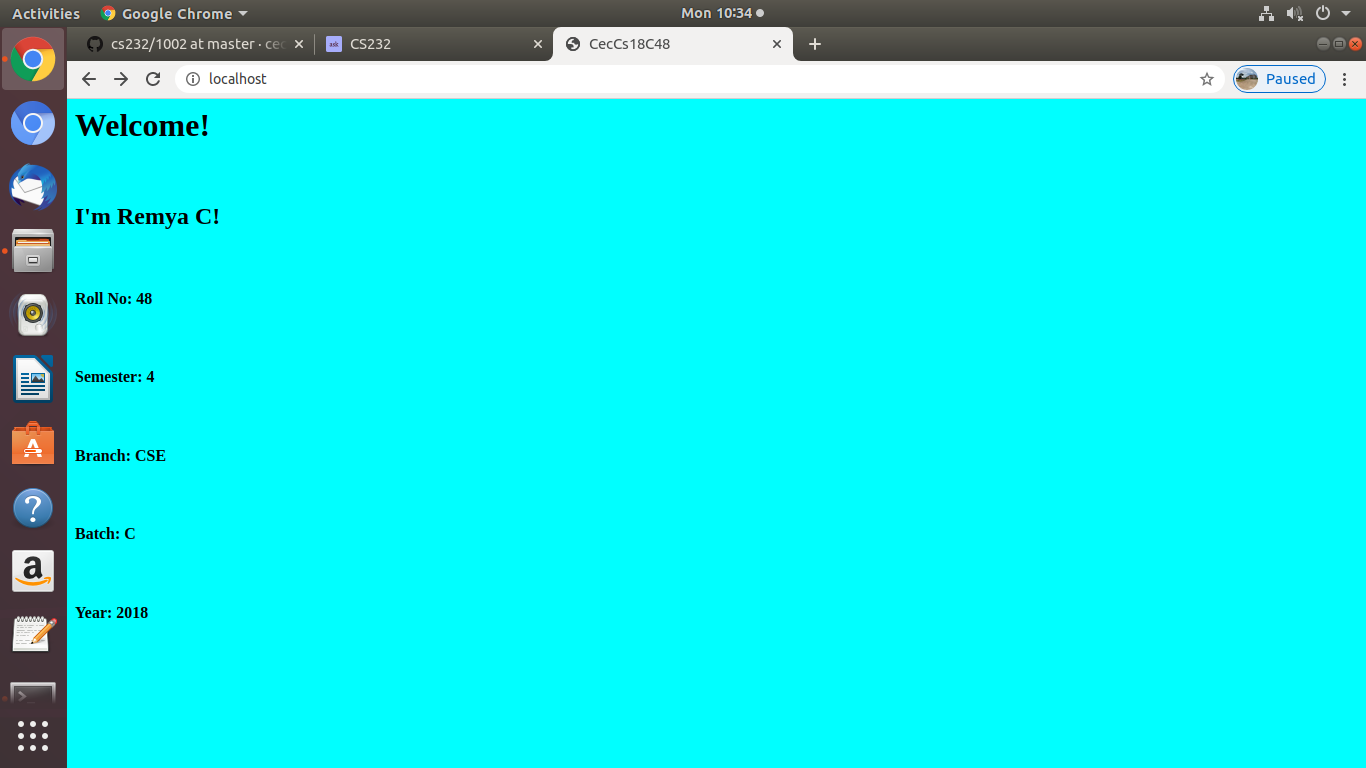 Activities Google Chrome Mon 10:34
cs232/1002 at master · cec CS232 CecCs18C48
localhost Paused
Welcome!
I'm Remya C!
Roll No: 48
Semester: 4
Branch: CSE
Batch: C
Year: 2018